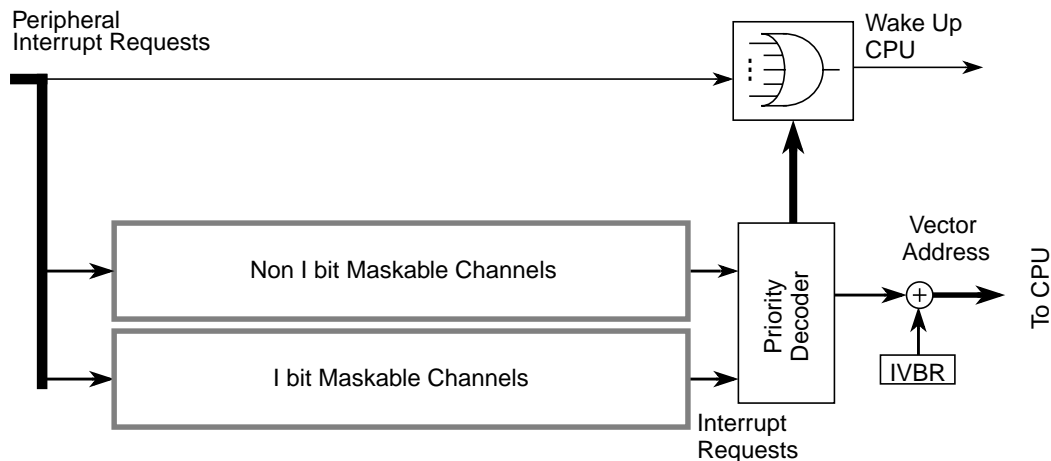 Peripheral
Interrupt Requests
Wake Up
CPU
Non I bit Maskable Channels
I bit Maskable Channels
Priority
Decoder
Interrupt
Requests
Vector
Address
+
IVBR
To CPU